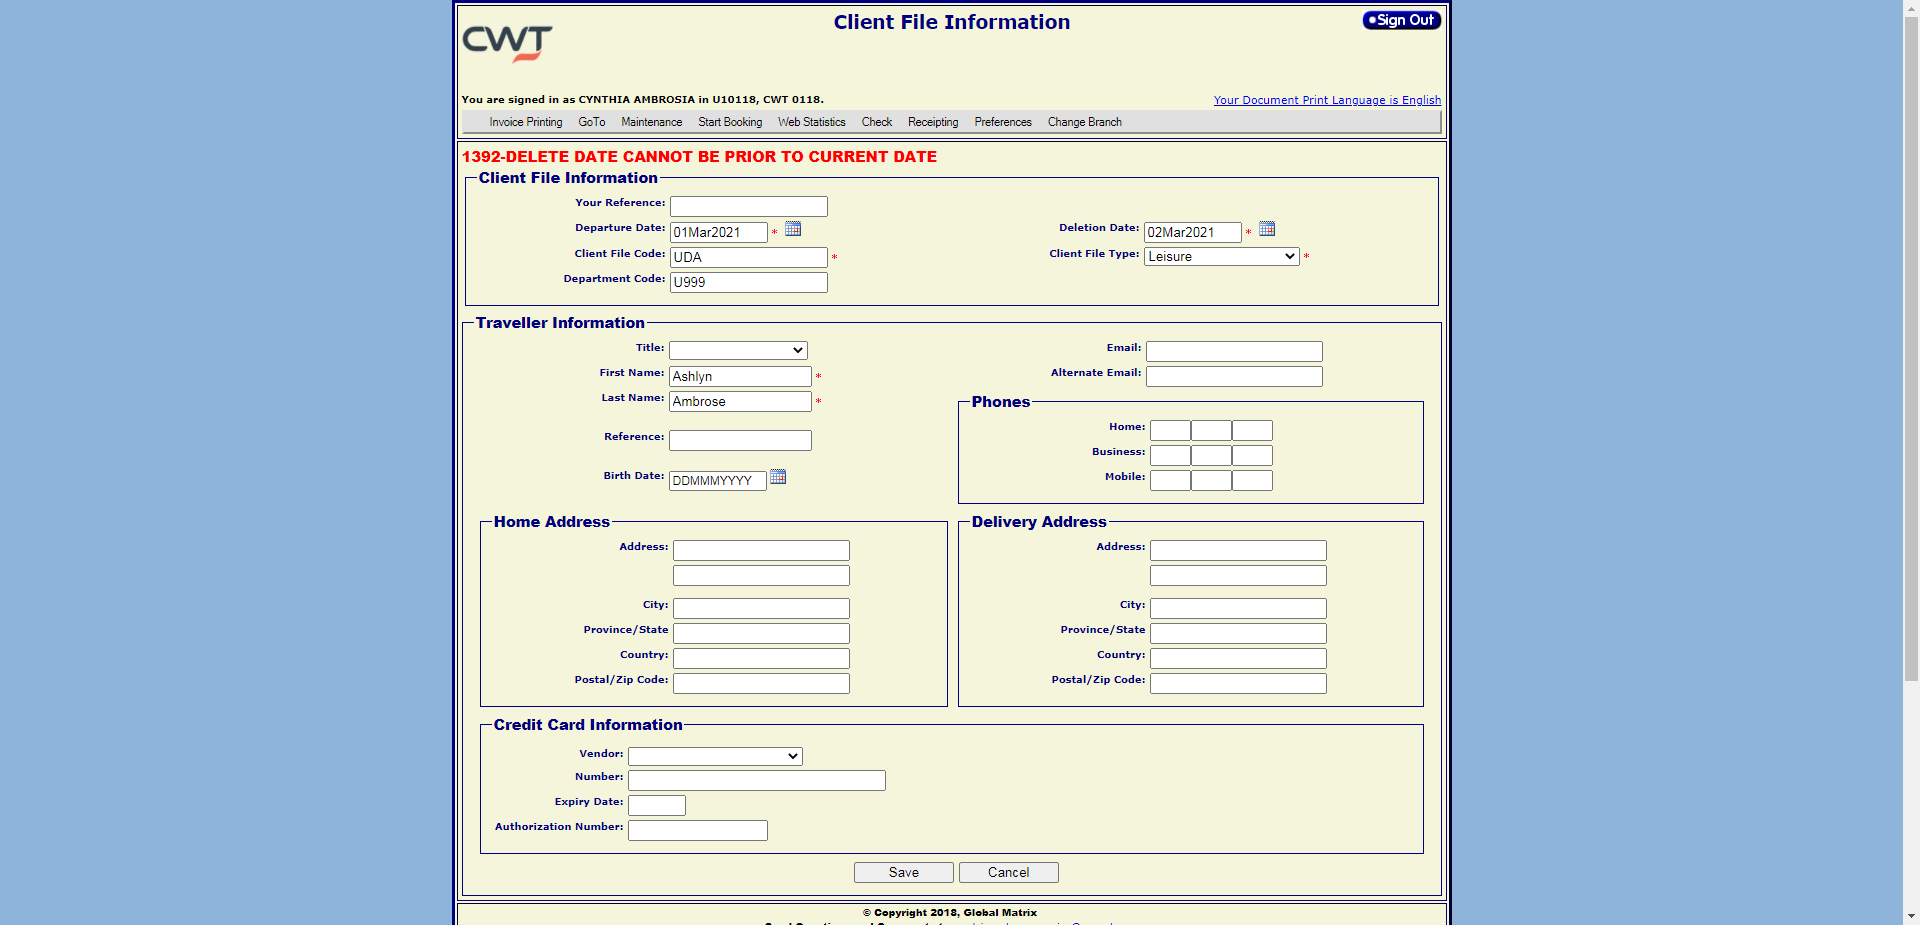 Client File Information
Sign Out
CWT
You are signed in as CYNTHIA AMBROSIA in U10118, CWT 0118.
Your Document Print Language is English
Invoice Printing GoTo Maintenance Start Booking Web Statistics Check Receipting Preferences Change Branch
1392-DELETE DATE CANNOT BE PRIOR TO CURRENT DATE
Client File Information
Your Reference:
Departure Date: 01Mar2021 *
Deletion Date: 02Mar2021 *
Client File Code: UDA *
Client File Type: Leisure *
Department Code: U999
Traveller Information
Title:
Email:
First Name: Ashlyn *
Alternate Email:
Last Name: Ambrose *
Phones
Home:
Reference:
Business:
Birth Date: DDMMMYYYY
Mobile:
Home Address
Address:
City:
Province/State
Country:
Postal/Zip Code:
Delivery Address
Address:
City:
Province/State
Country:
Postal/Zip Code:
Credit Card Information
Vendor:
Number:
Expiry Date:
Authorization Number:
Save Cancel
© Copyright 2018, Global Matrix